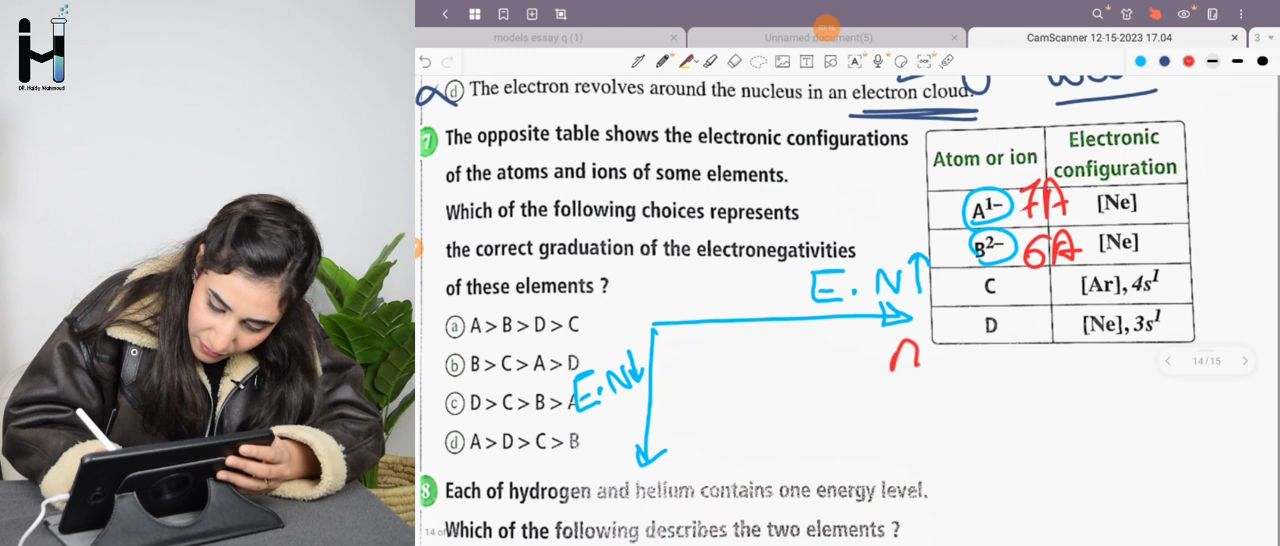 DR. Haidy Mahmoud
models essay q (1)
Unnamed document(5)
CamScanner 12-15-2023 17.04
3
d The electron revolves around the nucleus in an electron cloud.
7 The opposite table shows the electronic configurations
of the atoms and ions of some elements.
Which of the following choices represents
the correct graduation of the electronegativities
of these elements ?
a A > B > D > C
b B > C > A > D
c D > C > B > A
d A > D > C > B
Atom or ion Electronic configuration
A1− 7A [Ne]
B2− 6A [Ne]
C [Ar], 4s1
D [Ne], 3s1
E.N↑
E.N↓
14/15
8 Each of hydrogen and helium contains one energy level.
14 of
Which of the following describes the two elements ?